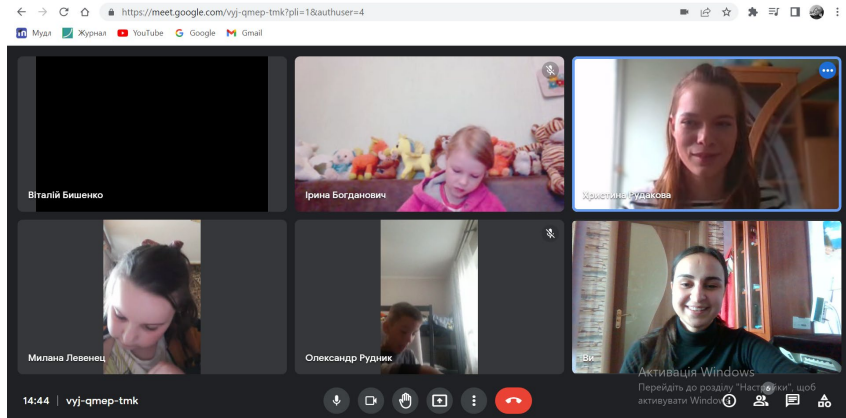 https://meet.google.com/vyj-qmep-tmk?pli=1&authuser=4
Мудл Журнал YouTube Google Gmail
Віталій Бишенко
Ірина Богданович
Христина Рудакова
Милана Левенец
Олександр Рудник
Ви
Активація Windows
Перейдіть до розділу "Настройки", щоб
активувати Windows
14:44 | vyj-qmep-tmk
6